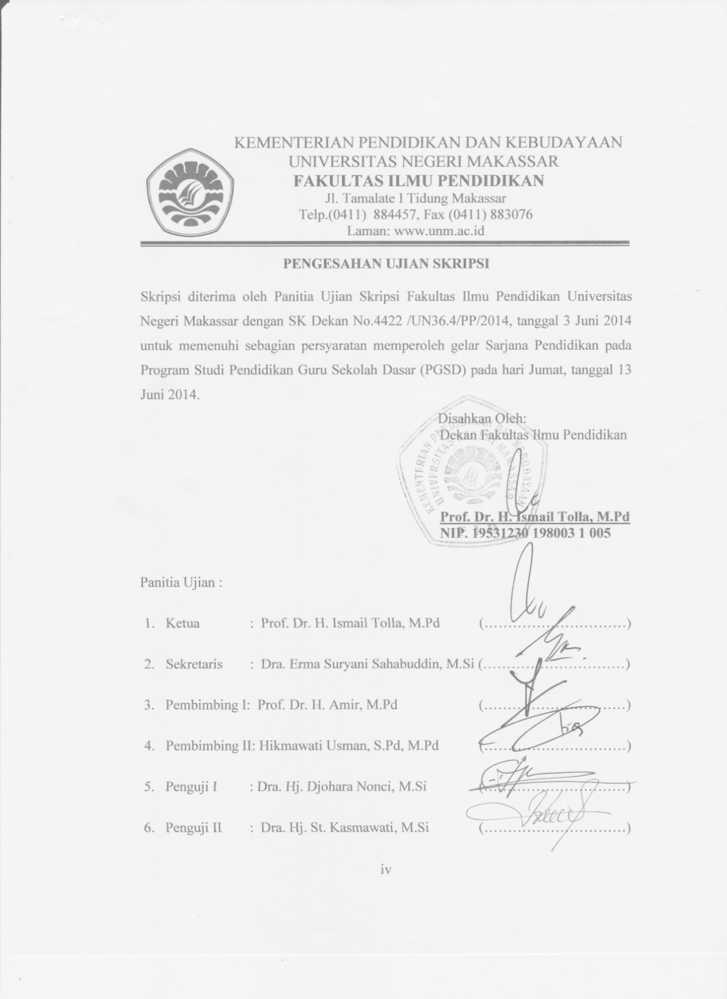 KEMENTERIAN PENDIDIKAN DAN KEBUDAYAAN
UNIVERSITAS NEGERI MAKASSAR
FAKULTAS ILMU PENDIDIKAN
Jl. Tamalate I Tidung Makassar
Telp.(0411) 884457, Fax (0411) 883076
Laman: www.unm.ac.id
PENGESAHAN UJIAN SKRIPSI
Skripsi diterima oleh Panitia Ujian Skripsi Fakultas Ilmu Pendidikan Universitas
Negeri Makassar dengan SK Dekan No.4422 /UN36.4/PP/2014, tanggal 3 Juni 2014
untuk memenuhi sebagian persyaratan memperoleh gelar Sarjana Pendidikan pada
Program Studi Pendidikan Guru Sekolah Dasar (PGSD) pada hari Jumat, tanggal 13
Juni 2014.
Disahkan Oleh:
Dekan Fakultas Ilmu Pendidikan
KEMENTERIAN PENDIDIKAN DAN KEBUDAYAAN
UNIVERSITAS NEGERI MAKASSAR
F I P
Prof. Dr. H. Ismail Tolla, M.Pd
NIP. 19531230 198003 1 005
Panitia Ujian :
1. Ketua : Prof. Dr. H. Ismail Tolla, M.Pd (..............................)
2. Sekretaris : Dra. Erma Suryani Sahabuddin, M.Si (..............................)
3. Pembimbing I: Prof. Dr. H. Amir, M.Pd (..............................)
4. Pembimbing II: Hikmawati Usman, S.Pd, M.Pd (..............................)
5. Penguji I : Dra. Hj. Djohara Nonci, M.Si (..............................)
6. Penguji II : Dra. Hj. St. Kasmawati, M.Si (..............................)
iv